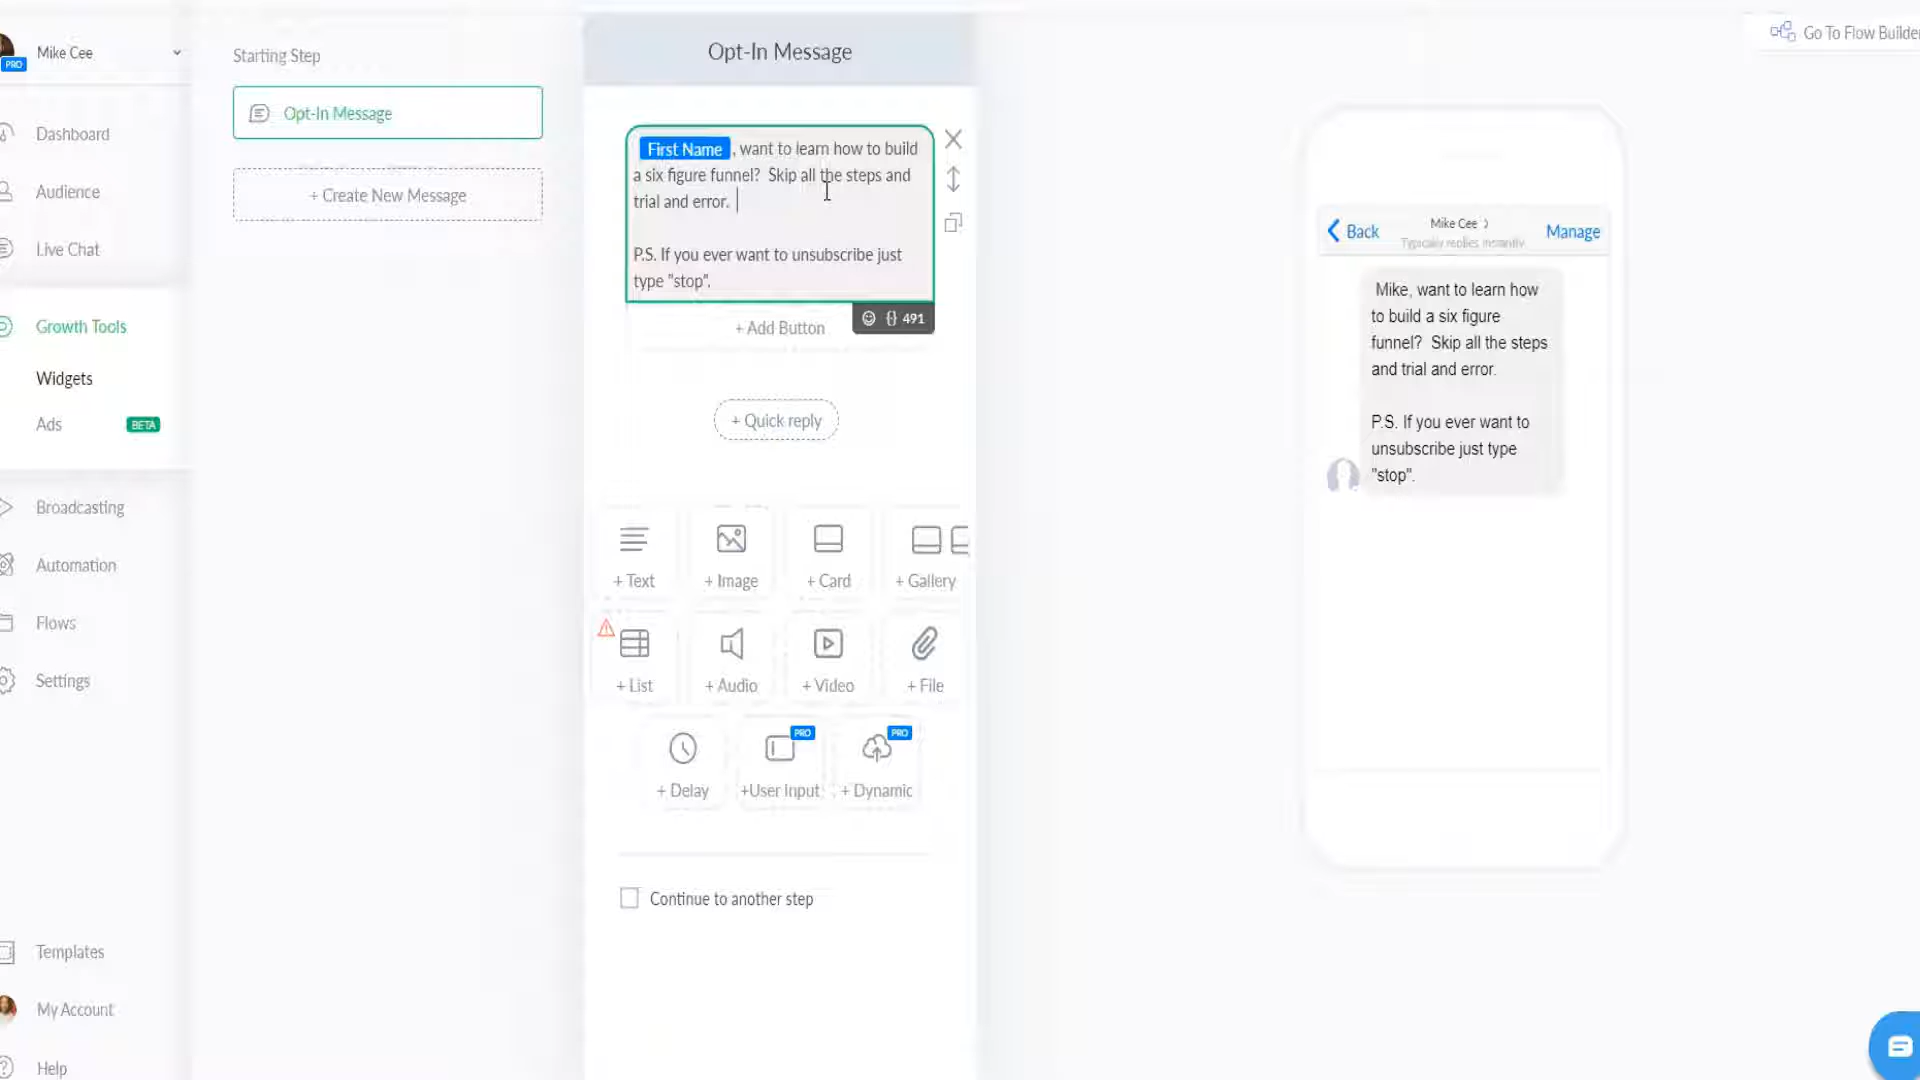 Mike Cee
PRO
Dashboard
Audience
Live Chat
Growth Tools
Widgets
Ads
BETA
Broadcasting
Automation
Flows
Settings
Templates
My Account
Help
Starting Step
Opt-In Message
+ Create New Message
Opt-In Message
First Name , want to learn how to build
a six figure funnel?  Skip all the steps and
trial and error.
P.S. If you ever want to unsubscribe just
type "stop".
{} 491
+ Add Button
+ Quick reply
+ Text
+ Image
+ Card
+ Gallery
+ List
+ Audio
+ Video
+ File
PRO
PRO
+ Delay
+User Input
+ Dynamic
Continue to another step
Go To Flow Builder
Back
Mike Cee
Typically replies instantly
Manage
Mike, want to learn how
to build a six figure
funnel?  Skip all the steps
and trial and error.
P.S. If you ever want to
unsubscribe just type
"stop".